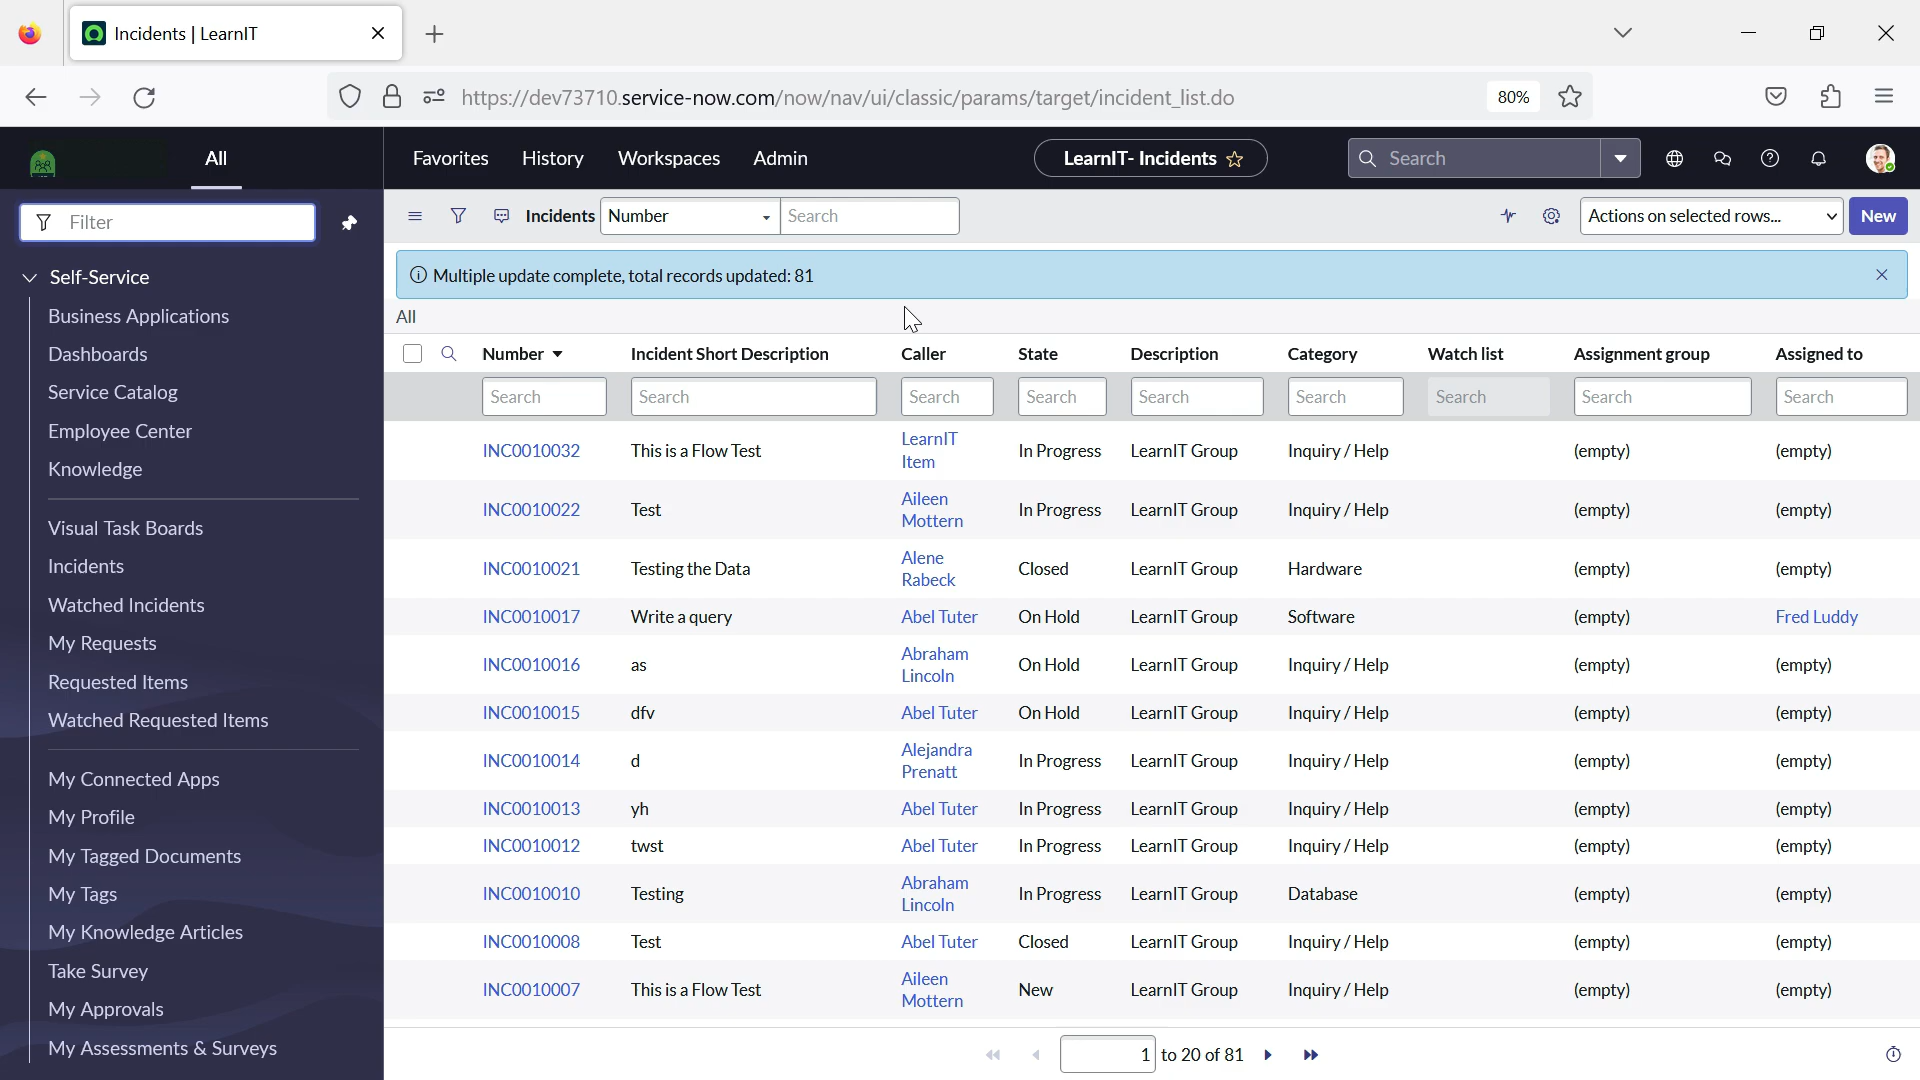 Incidents | LearnIT
https://dev73710.service-now.com/now/nav/ui/classic/params/target/incident_list.do
80%
All
Favorites
History
Workspaces
Admin
LearnIT- Incidents
Search
Filter
Self-Service
Business Applications
Dashboards
Service Catalog
Employee Center
Knowledge
Visual Task Boards
Incidents
Watched Incidents
My Requests
Requested Items
Watched Requested Items
My Connected Apps
My Profile
My Tagged Documents
My Tags
My Knowledge Articles
Take Survey
My Approvals
My Assessments & Surveys
Incidents Number Search Actions on selected rows... New
Multiple update complete, total records updated: 81
All
Number Incident Short Description Caller State Description Category Watch list Assignment group Assigned to
Search Search Search Search Search Search Search Search Search
INC0010032 This is a Flow Test LearnIT Item In Progress LearnIT Group Inquiry / Help (empty) (empty)
INC0010022 Test Aileen Mottern In Progress LearnIT Group Inquiry / Help (empty) (empty)
INC0010021 Testing the Data Alene Rabeck Closed LearnIT Group Hardware (empty) (empty)
INC0010017 Write a query Abel Tuter On Hold LearnIT Group Software (empty) Fred Luddy
INC0010016 as Abraham Lincoln On Hold LearnIT Group Inquiry / Help (empty) (empty)
INC0010015 dfv Abel Tuter On Hold LearnIT Group Inquiry / Help (empty) (empty)
INC0010014 d Alejandra Prenatt In Progress LearnIT Group Inquiry / Help (empty) (empty)
INC0010013 yh Abel Tuter In Progress LearnIT Group Inquiry / Help (empty) (empty)
INC0010012 twst Abel Tuter In Progress LearnIT Group Inquiry / Help (empty) (empty)
INC0010010 Testing Abraham Lincoln In Progress LearnIT Group Database (empty) (empty)
INC0010008 Test Abel Tuter Closed LearnIT Group Inquiry / Help (empty) (empty)
INC0010007 This is a Flow Test Aileen Mottern New LearnIT Group Inquiry / Help (empty) (empty)
1 to 20 of 81